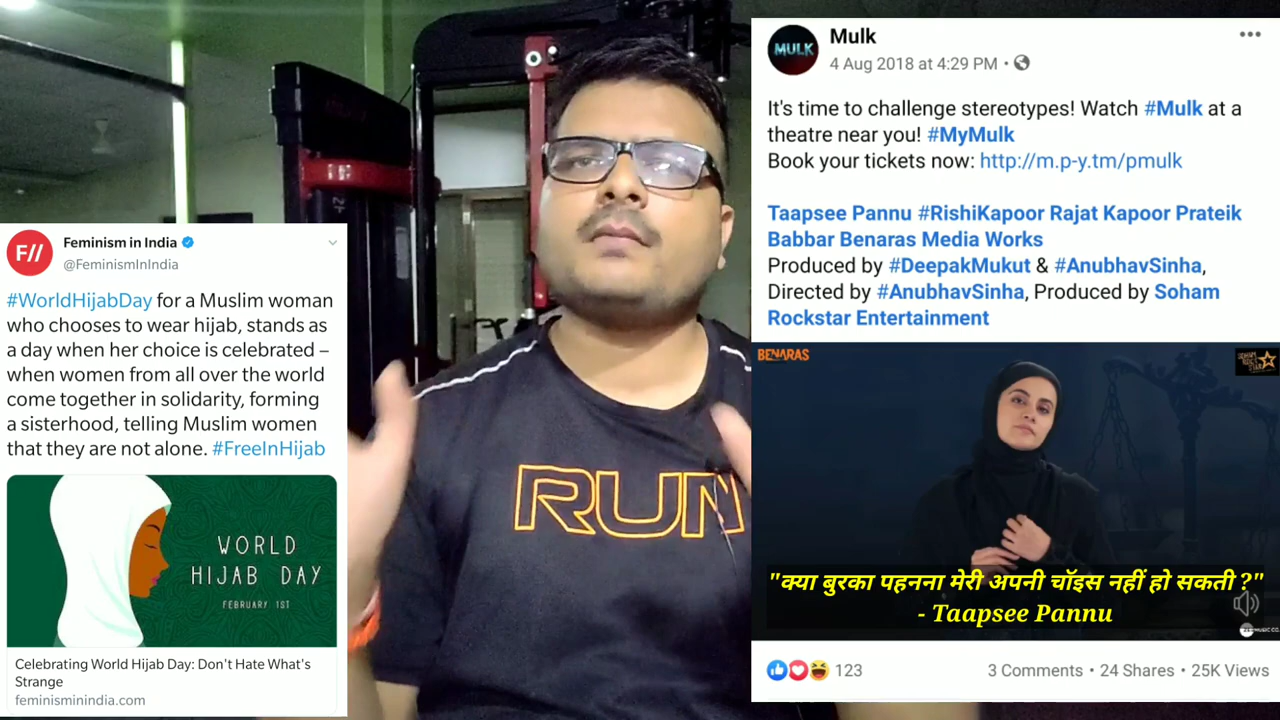 F//
Feminism in India
@FeminismInIndia
#WorldHijabDay for a Muslim woman
who chooses to wear hijab, stands as
a day when her choice is celebrated –
when women from all over the world
come together in solidarity, forming
a sisterhood, telling Muslim women
that they are not alone. #FreeInHijab
WORLD
HIJAB DAY
FEBRUARY 1ST
Celebrating World Hijab Day: Don't Hate What's
Strange
feminisminindia.com
RUN
MULK
Mulk
4 Aug 2018 at 4:29 PM
It's time to challenge stereotypes! Watch #Mulk at a
theatre near you! #MyMulk
Book your tickets now: http://m.p-y.tm/pmulk
Taapsee Pannu #RishiKapoor Rajat Kapoor Prateik
Babbar Benaras Media Works
Produced by #DeepakMukut & #AnubhavSinha,
Directed by #AnubhavSinha, Produced by Soham
Rockstar Entertainment
BENARAS
"क्या बुरका पहनना मेरी अपनी चॉइस नहीं हो सकती ?"
- Taapsee Pannu
123
3 Comments • 24 Shares • 25K Views